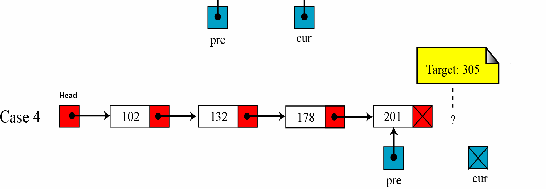 pre cur
Target: 305
Head
Case 4 102 132 178 201 ?
pre cur